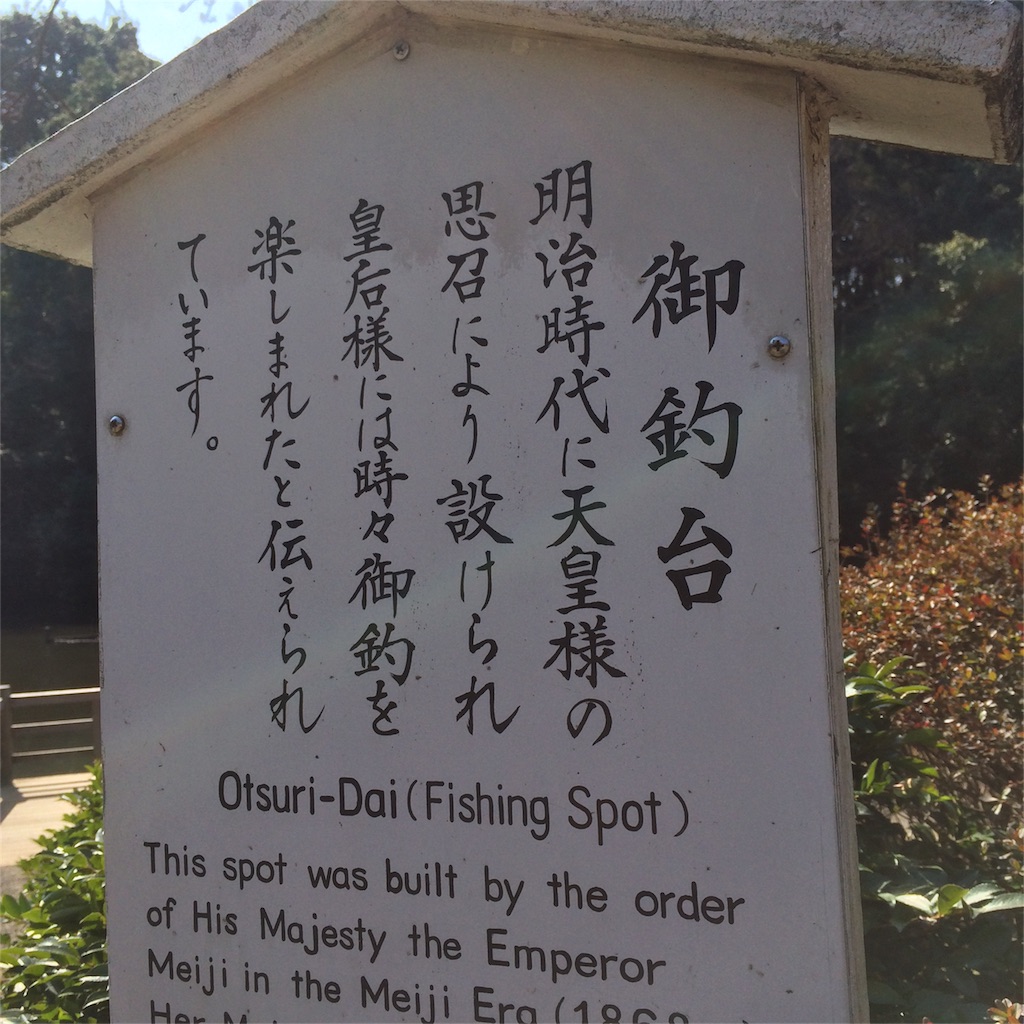 御釣台
明治時代に天皇様の
思召により設けられ
皇后様には時々御釣を
楽しまれたと伝えられ
ています。
Otsuri-Dai (Fishing Spot)
This spot was built by the order
of His Majesty the Emperor
Meiji in the Meiji Era (1868
Her